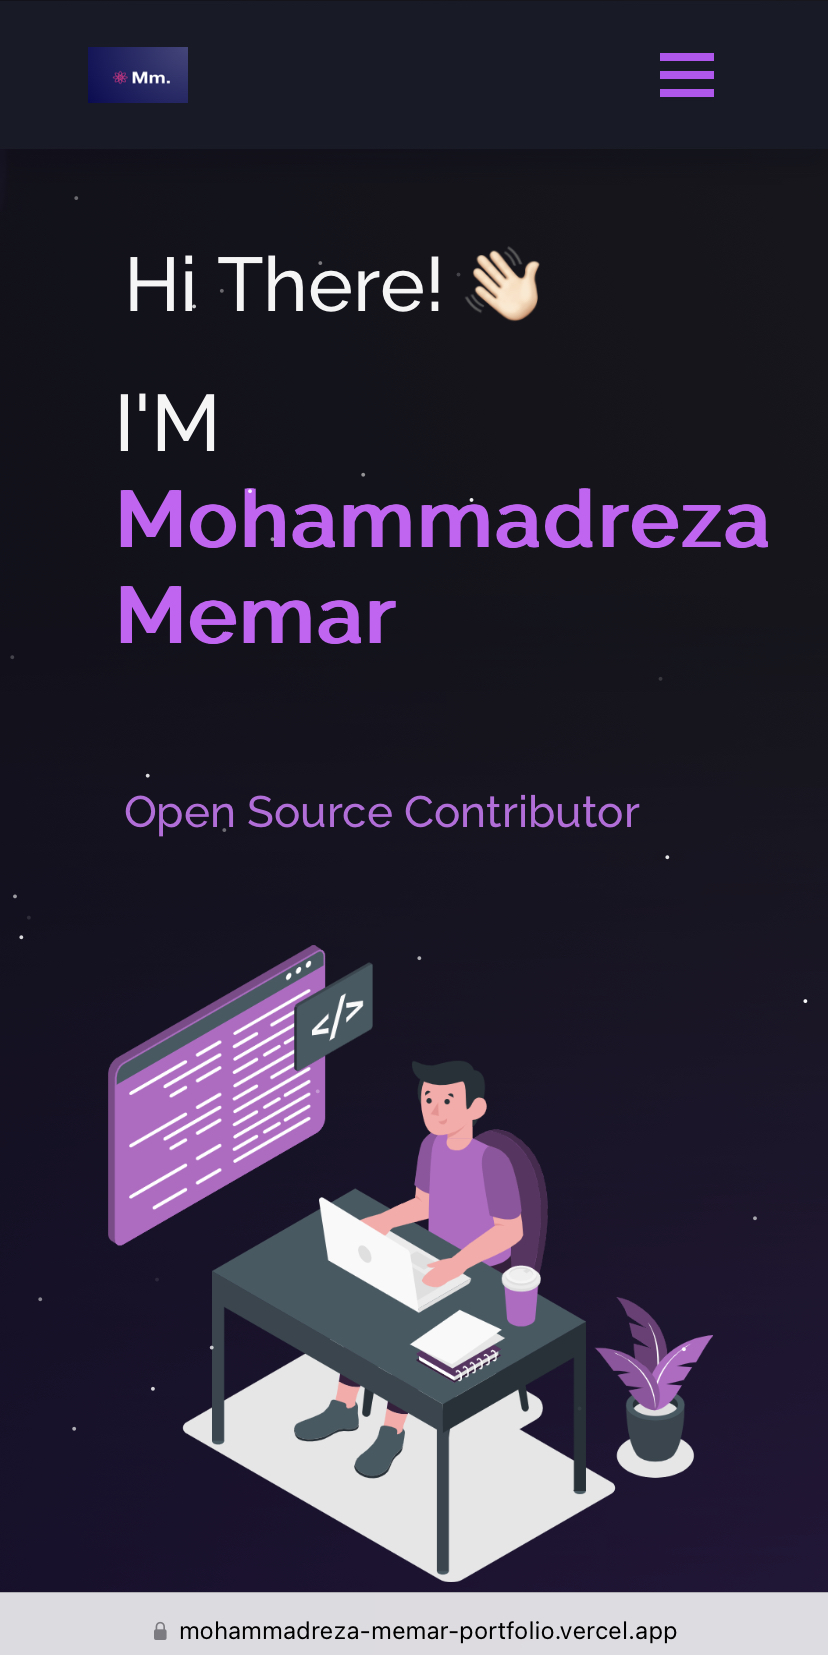 Mm.
Hi There! 👋🏻
I'M
Mohammadreza
Memar
Open Source Contributor
</>
mohammadreza-memar-portfolio.vercel.app